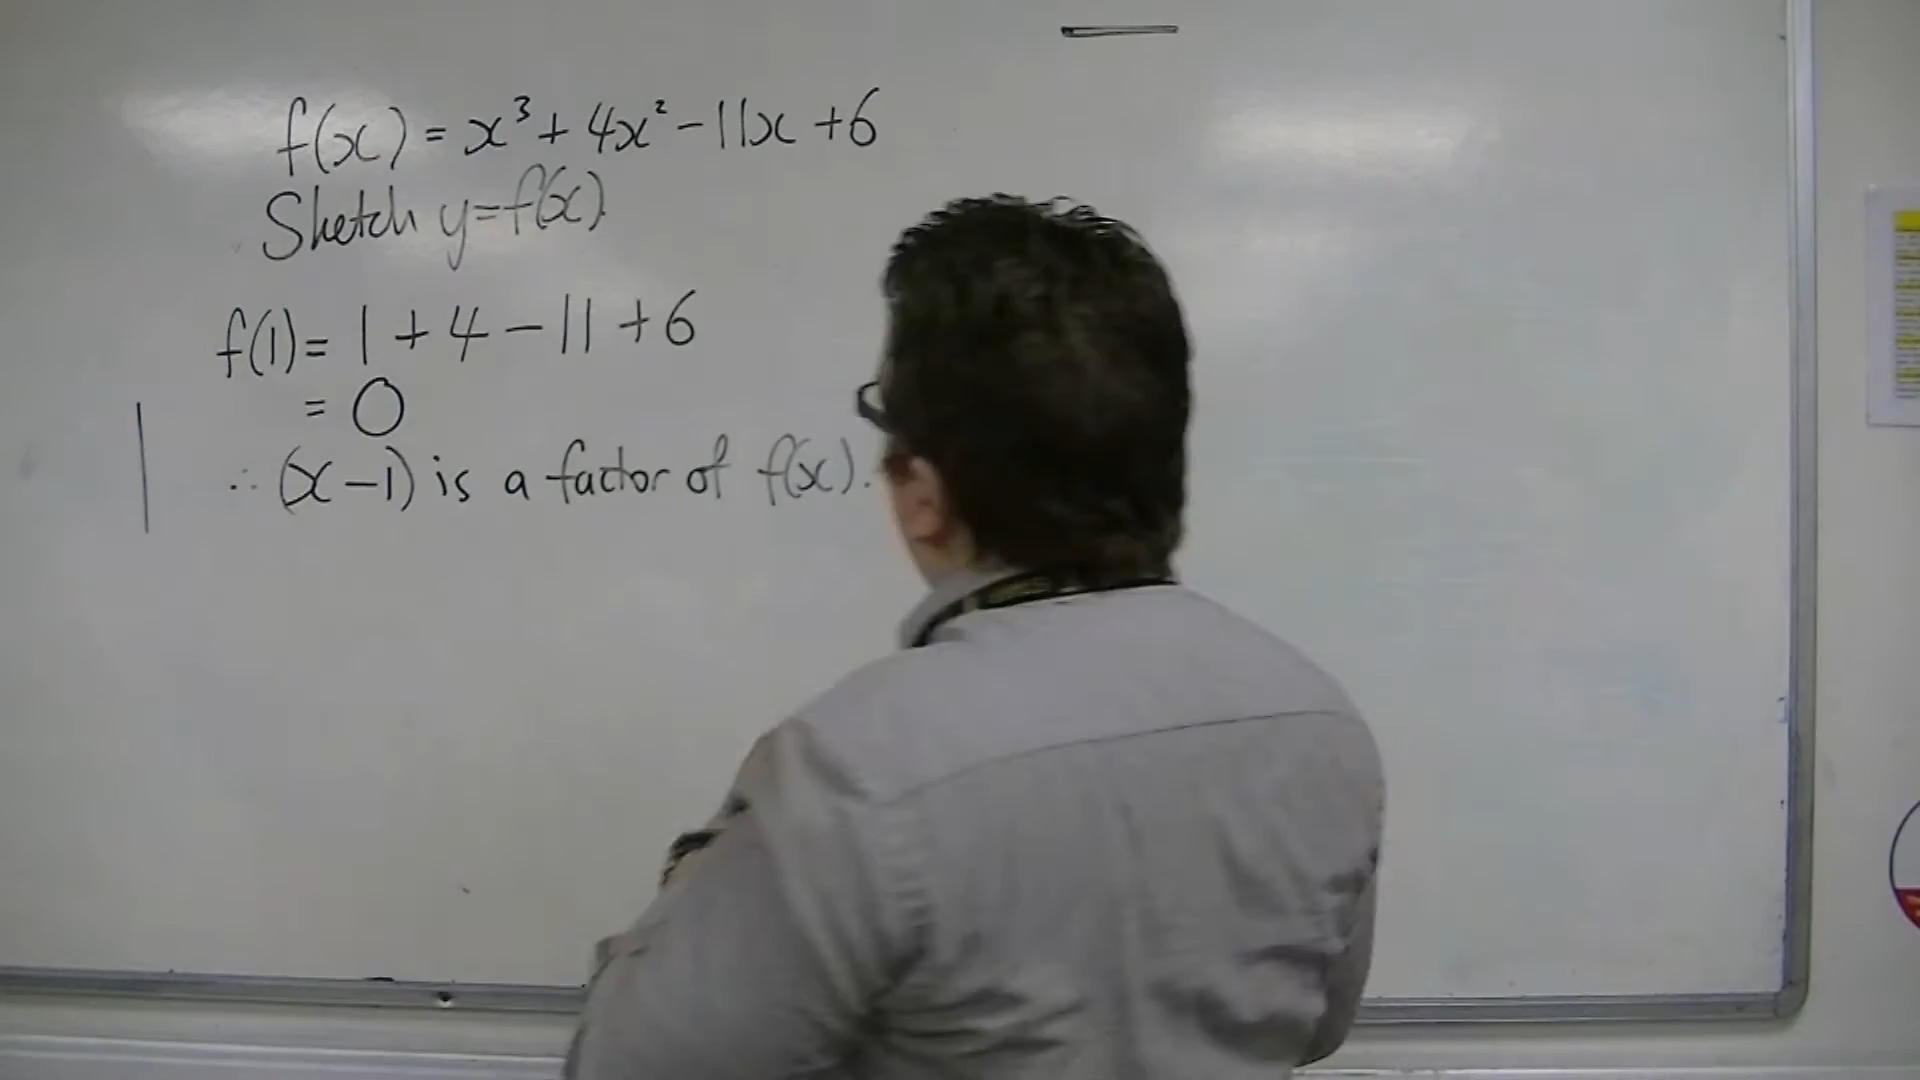 f(x) = x³ + 4x² - 11x + 6
Sketch y=f(x).
f(1) = 1 + 4 - 11 + 6
= 0
∴ (x-1) is a factor of f(x).